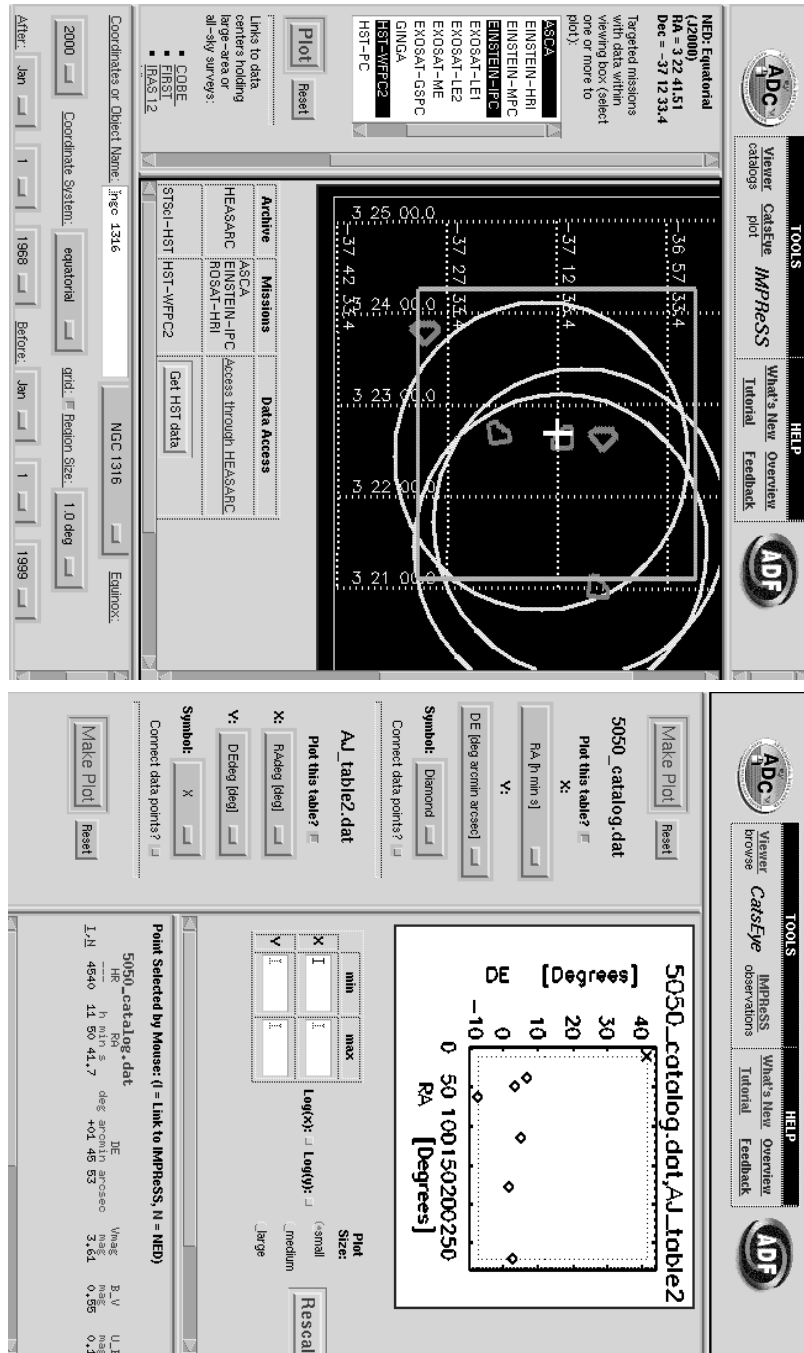 TOOLS
HELP
ADC
Viewer CatsEye IMPReSS
catalogs plot
What's New Overview
Tutorial Feedback
ADF
NED: Equatorial
(J2000)
RA = 3 22 41.51
Dec = -37 12 33.4
Targeted missions
with data within
viewing box (select
one or more to
plot):
ASCA
EINSTEIN-HRI
EINSTEIN-MPC
EINSTEIN-IPC
EXOSAT-LE1
EXOSAT-LE2
EXOSAT-ME
EXOSAT-GSPC
GINGA
HST-WFPC2
HST-PC
Plot Reset
Links to data
centers holding
large-area or
all-sky surveys:
COBE
FIRST
IRAS 12
-36 57 33.4
-37 12 33.4
-37 27 33.4
-37 42 33.4
3 25 00.0
3 24 00.0
3 23 00.0
3 22 00.0
3 21 00.0
Archive Missions Data Access
HEASARC ASCA EINSTEIN-IPC ROSAT-HRI Access through HEASARC
STScI-HST HST-WFPC2 Get HST data
Coordinates or Object Name: ngc 1316 NGC 1316 Equinox:
2000 Coordinate System: equatorial grid: Region Size: 1.0 deg
After: Jan 1 1968 Before: Jan 1 1999
TOOLS
HELP
ADC
Viewer CatsEye IMPReSS
browse observations
What's New Overview
Tutorial Feedback
ADF
Make Plot Reset
5050_catalog.dat
Plot this table?
X:
RA [h min s]
Y:
DE [deg arcmin arcsec]
Symbol: Diamond
Connect data points?
AJ_table2.dat
Plot this table?
X: RAdeg [deg]
Y: DEdeg [deg]
Symbol: X
Connect data points?
Make Plot Reset
5050_catalog.dat,AJ_table2
DE [Degrees]
40
30
20
10
0
-10
0 50 100 150 200 250
RA [Degrees]
min max
X
Y
Log(x): Log(y):
Plot
Size:
small
medium
large
Rescal
Point Selected by Mouse: (I = Link to IMPReSS, N = NED)
5050_catalog.dat
HR RA DE Vmag B_V
--- h min s deg arcmin arcsec mag mag
I,N 4540 11 50 41.7 +01 45 53 3.61 0.55